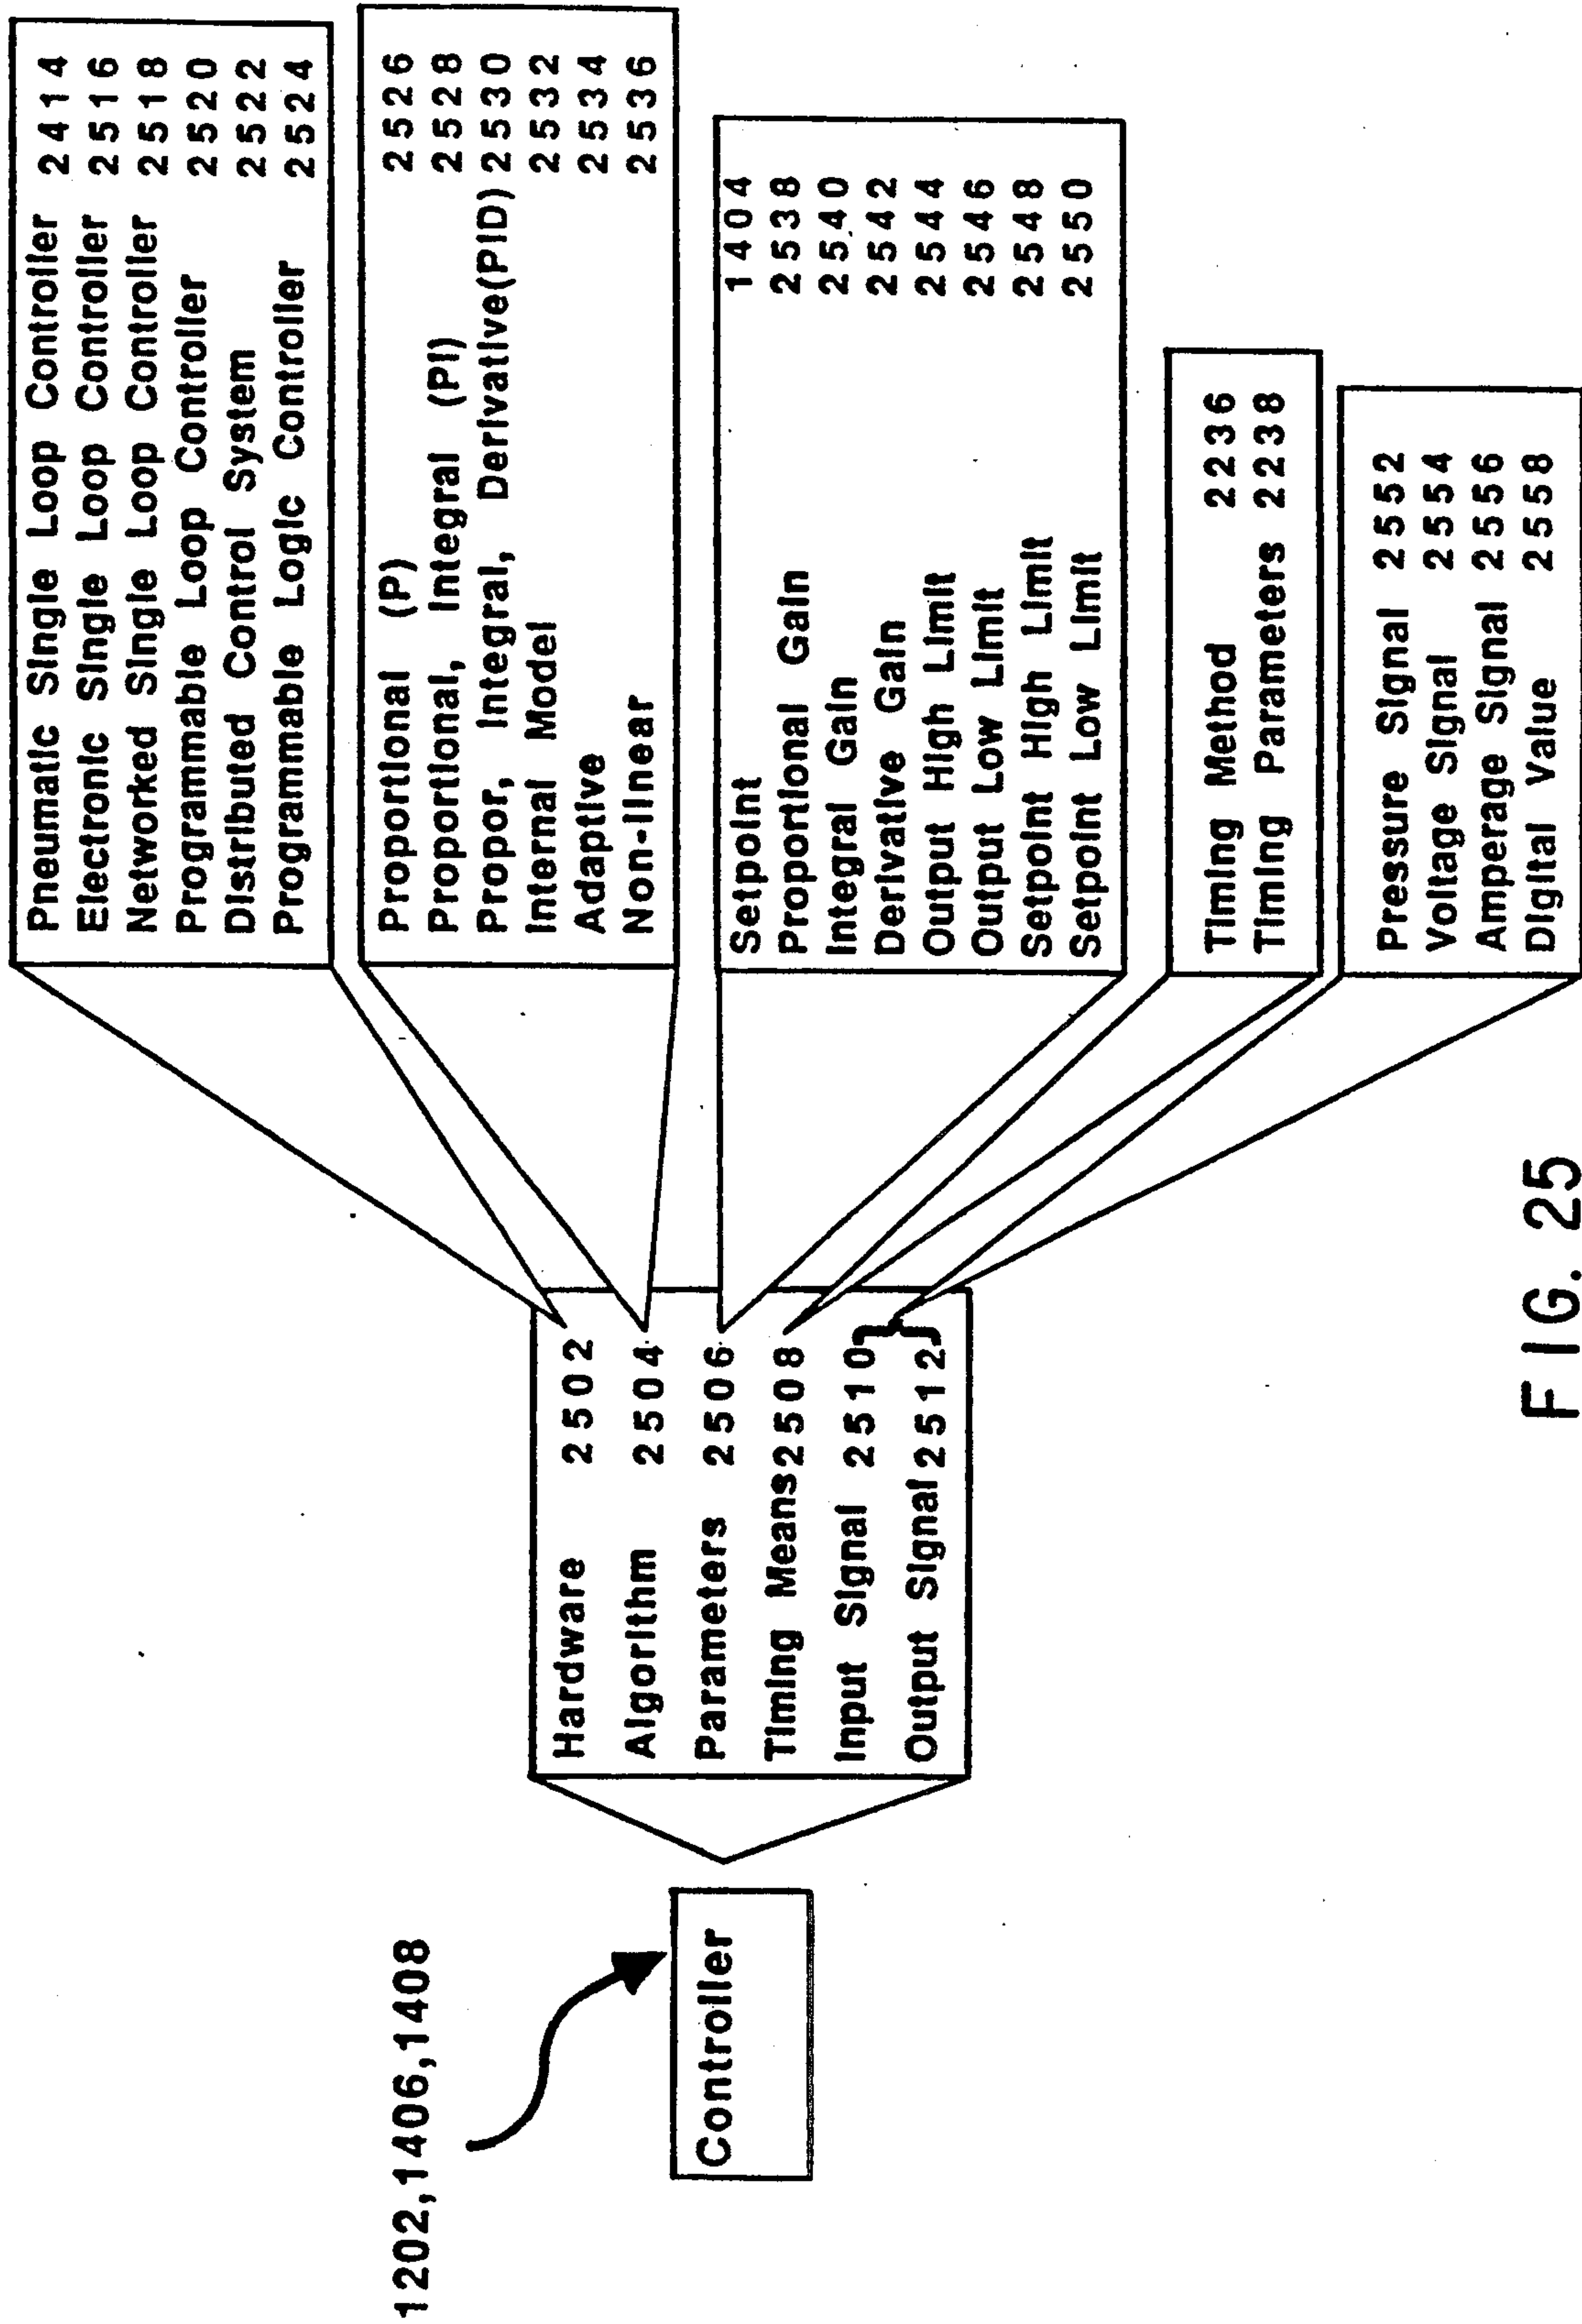 1202,1406,1408
Controller
Hardware 2502
Algorithm 2504
Parameters 2506
Timing Means 2508
Input Signal 2510
Output Signal 2512
Pneumatic Single Loop Controller 2414
Electronic Single Loop Controller 2516
Networked Single Loop Controller 2518
Programmable Loop Controller 2520
Distributed Control System 2522
Programmable Logic Controller 2524
Proportional (P) 2526
Proportional, Integral (PI) 2528
Propor, Integral, Derivative(PID) 2530
Internal Model 2532
Adaptive 2534
Non-linear 2536
Setpoint 1404
Proportional Gain 2538
Integral Gain 2540
Derivative Gain 2542
Output High Limit 2544
Output Low Limit 2546
Setpoint High Limit 2548
Setpoint Low Limit 2550
Timing Method 2236
Timing Parameters 2238
Pressure Signal 2552
Voltage Signal 2554
Amperage Signal 2556
Digital Value 2558
FIG. 25